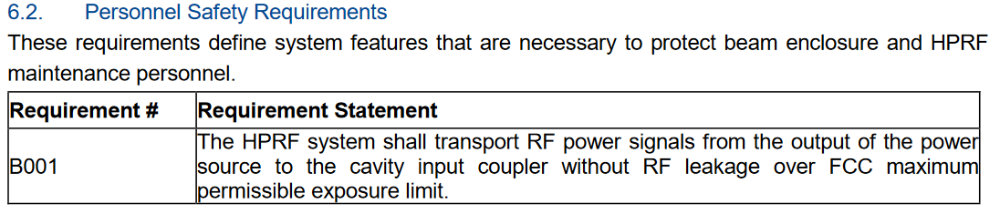 6.2. Personnel Safety Requirements
These requirements define system features that are necessary to protect beam enclosure and HPRF
maintenance personnel.
Requirement # Requirement Statement
B001
The HPRF system shall transport RF power signals from the output of the power
source to the cavity input coupler without RF leakage over FCC maximum
permissible exposure limit.